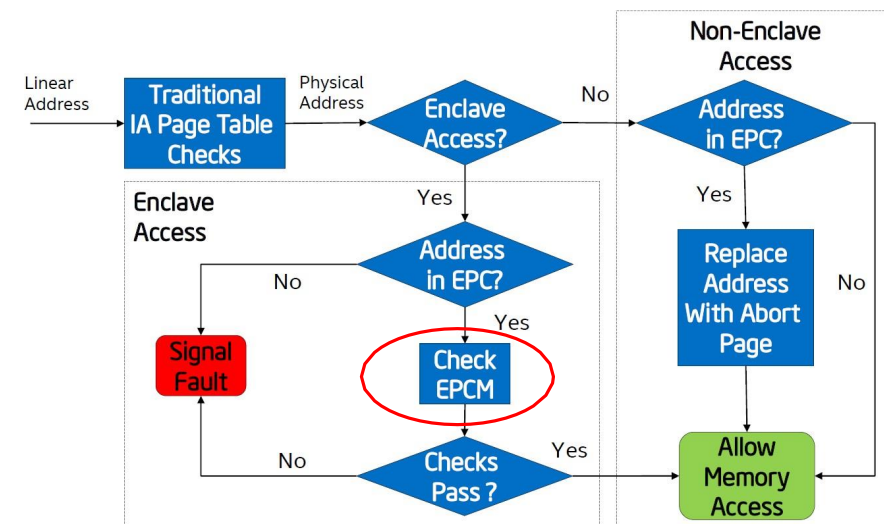 Non-Enclave
Access
Linear
Address
Traditional
IA Page Table
Checks
Physical
Address
Enclave
Access?
No
Address
in EPC?
Yes
Yes
Enclave
Access
Address
in EPC?
No
Replace
Address
With Abort
Page
No
Yes
Signal
Fault
Check
EPCM
No
Checks
Pass ?
Yes
Allow
Memory
Access